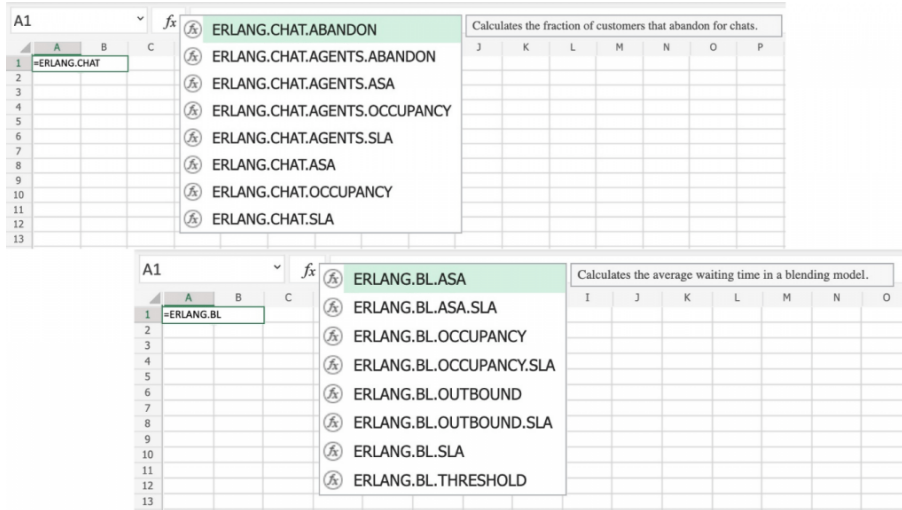 A1
fx
ERLANG.CHAT.ABANDON
Calculates the fraction of customers that abandon for chats.
A B C J K L M N O P
1 =ERLANG.CHAT
ERLANG.CHAT.AGENTS.ABANDON
2
3
ERLANG.CHAT.AGENTS.ASA
4
ERLANG.CHAT.AGENTS.OCCUPANCY
5
6
ERLANG.CHAT.AGENTS.SLA
7
8
ERLANG.CHAT.ASA
9
10
ERLANG.CHAT.OCCUPANCY
11
12
ERLANG.CHAT.SLA
13
A1
fx
ERLANG.BL.ASA
Calculates the average waiting time in a blending model.
A B C I J K L M N O
1 =ERLANG.BL
ERLANG.BL.ASA.SLA
2
3
ERLANG.BL.OCCUPANCY
4
5
ERLANG.BL.OCCUPANCY.SLA
6
7
ERLANG.BL.OUTBOUND
8
ERLANG.BL.OUTBOUND.SLA
9
10
ERLANG.BL.SLA
11
12
ERLANG.BL.THRESHOLD
13